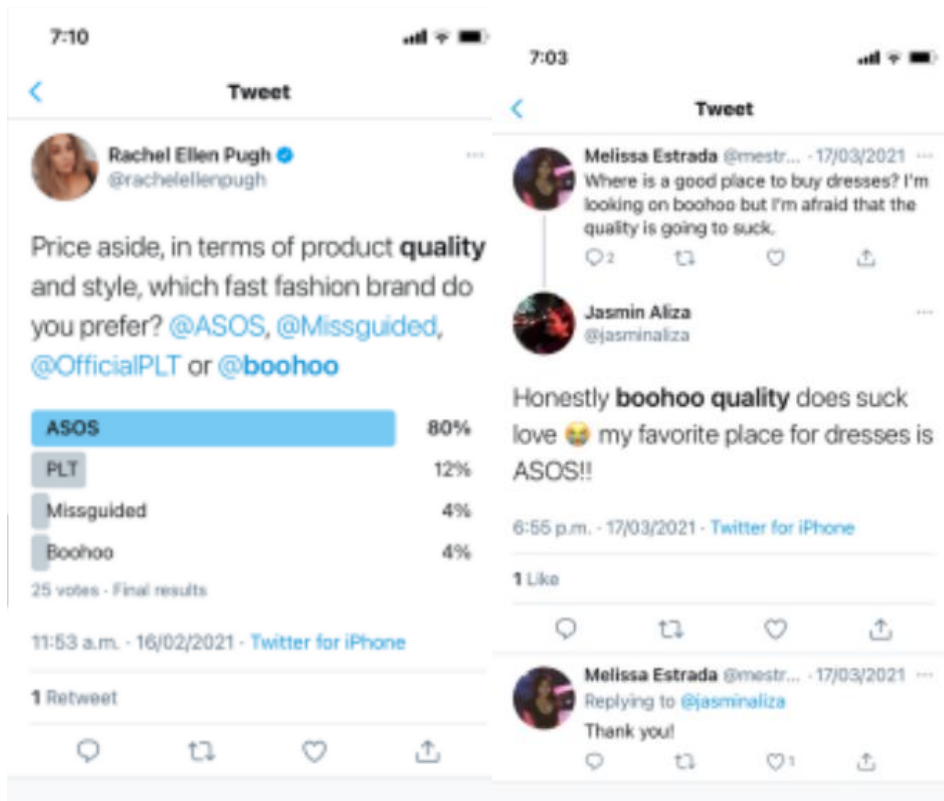 7:10
Tweet
Rachel Ellen Pugh
@rachelellenpugh
Price aside, in terms of product quality
and style, which fast fashion brand do
you prefer? @ASOS, @Missguided,
@OfficialPLT or @boohoo
ASOS 80%
PLT 12%
Missguided 4%
Boohoo 4%
25 votes · Final results
11:53 a.m. · 16/02/2021 · Twitter for iPhone
1 Retweet
7:03
Tweet
Melissa Estrada @mestr... · 17/03/2021
Where is a good place to buy dresses? I'm
looking on boohoo but I'm afraid that the
quality is going to suck.
2
Jasmin Aliza
@jasminaliza
Honestly boohoo quality does suck
love 😭 my favorite place for dresses is
ASOS!!
6:55 p.m. · 17/03/2021 · Twitter for iPhone
1 Like
Melissa Estrada @mestr... · 17/03/2021
Replying to @jasminaliza
Thank you!
1